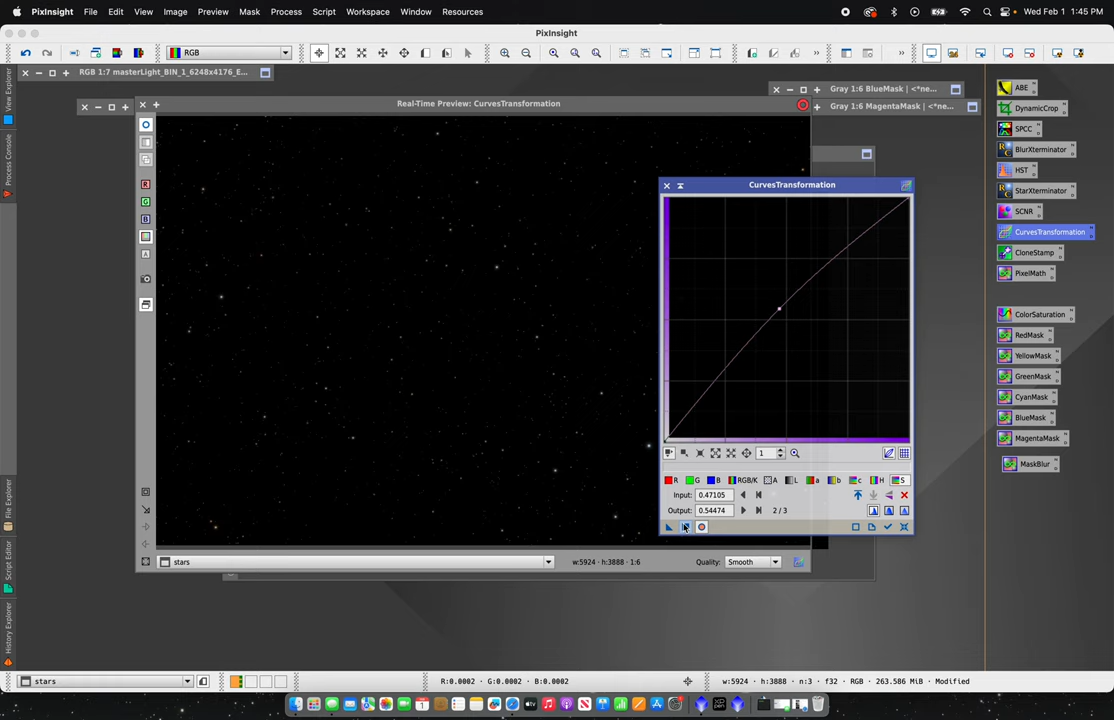 PixInsight File Edit View Image Preview Mask Process Script Workspace Window Resources Wed Feb 1 1:45 PM
PixInsight
RGB
RGB 1:7 masterLight_BIN_1_6248x4176_E...
Gray 1:6 BlueMask | <*ne...
Gray 1:6 MagentaMask | <*ne...
Real-Time Preview: CurvesTransformation
View Explorer
Process Console
File Explorer
Script Editor
History Explorer
R
G
B
A
CurvesTransformation
1
R G B RGB/K A L a b c H S
Input: 0.47105
Output: 0.54474 2 / 3
stars w:5924 · h:3888 · 1:6 Quality: Smooth
ABE
DynamicCrop
SPCC
BlurXterminator
HST
StarXterminator
SCNR
CurvesTransformation
CloneStamp
PixelMath
ColorSaturation
RedMask
YellowMask
GreenMask
CyanMask
BlueMask
MagentaMask
MaskBlur
stars R:0.0002 · G:0.0002 · B:0.0002 w:5924 · h:3888 · n:3 · f32 · RGB · 263.586 MiB · Modified